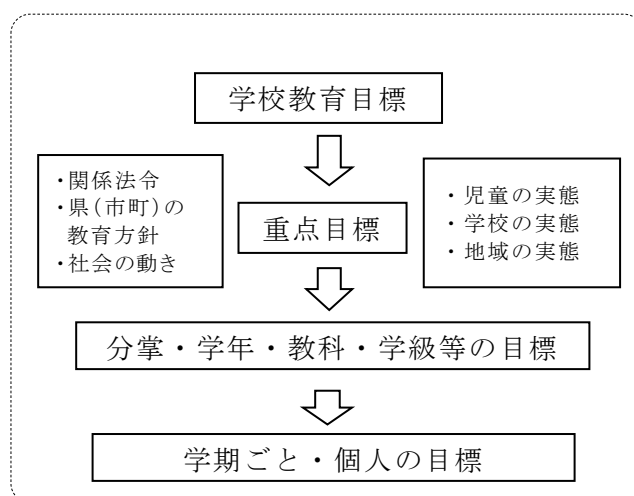 学校教育目標
・関係法令
・県(市町)の
教育方針
・社会の動き
重点目標
・児童の実態
・学校の実態
・地域の実態
分掌・学年・教科・学級等の目標
学期ごと・個人の目標